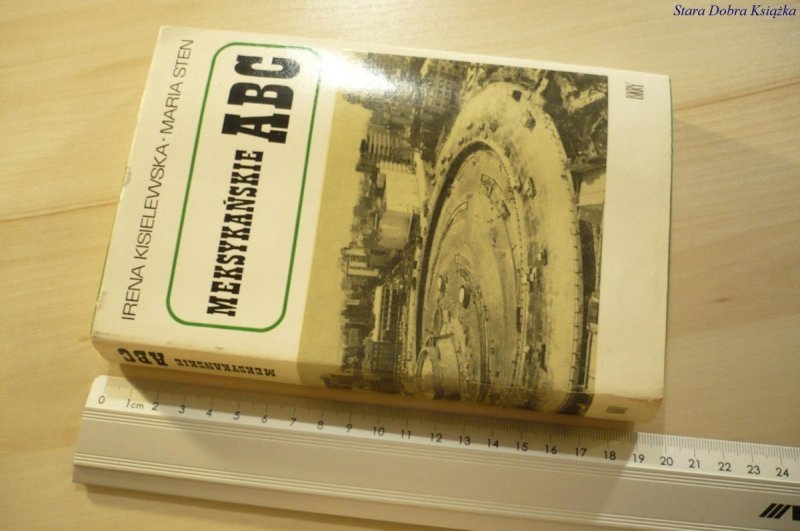 Stara Dobra Książka
IRENA KISIELEWSKA · MARIA STEN
MEKSYKAŃSKIE ABC
ISKRY
MEKSYKAŃSKIE ABC
0 1cm 2 3 4 5 6 7 8 9 10 11 12 13 14 15 16 17 18 19 20 21 22 23 24